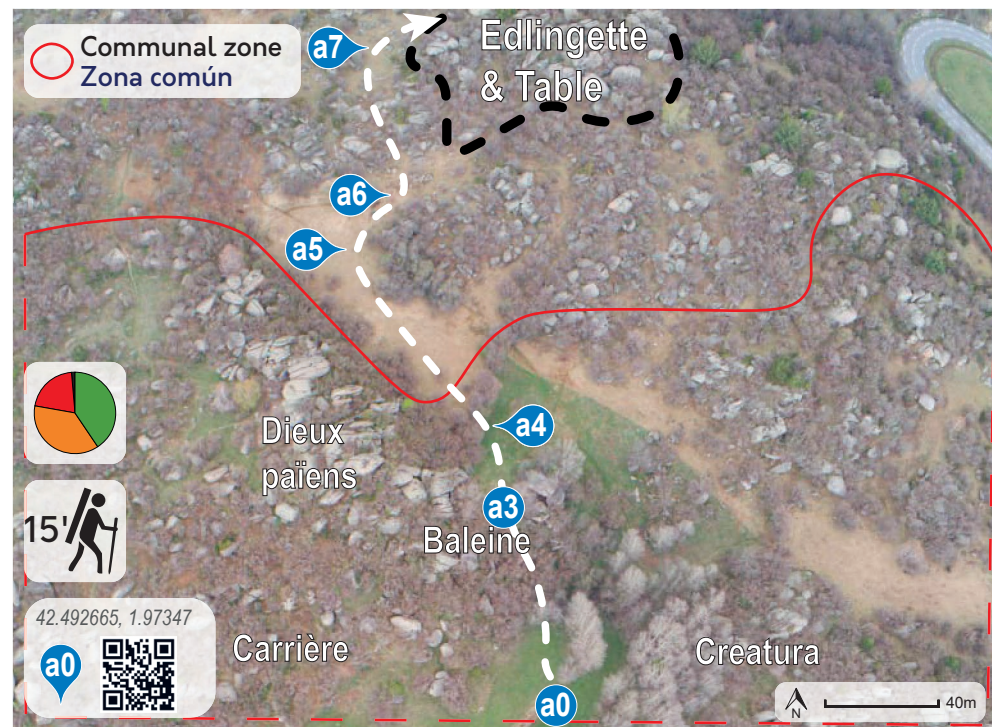 Communal zone
Zona común
a7
Edlingette
& Table
a6
a5
a4
Dieux
païens
a3
Baleine
15'
42.492665, 1.97347
a0
Carrière
Creatura
a0
N
40m